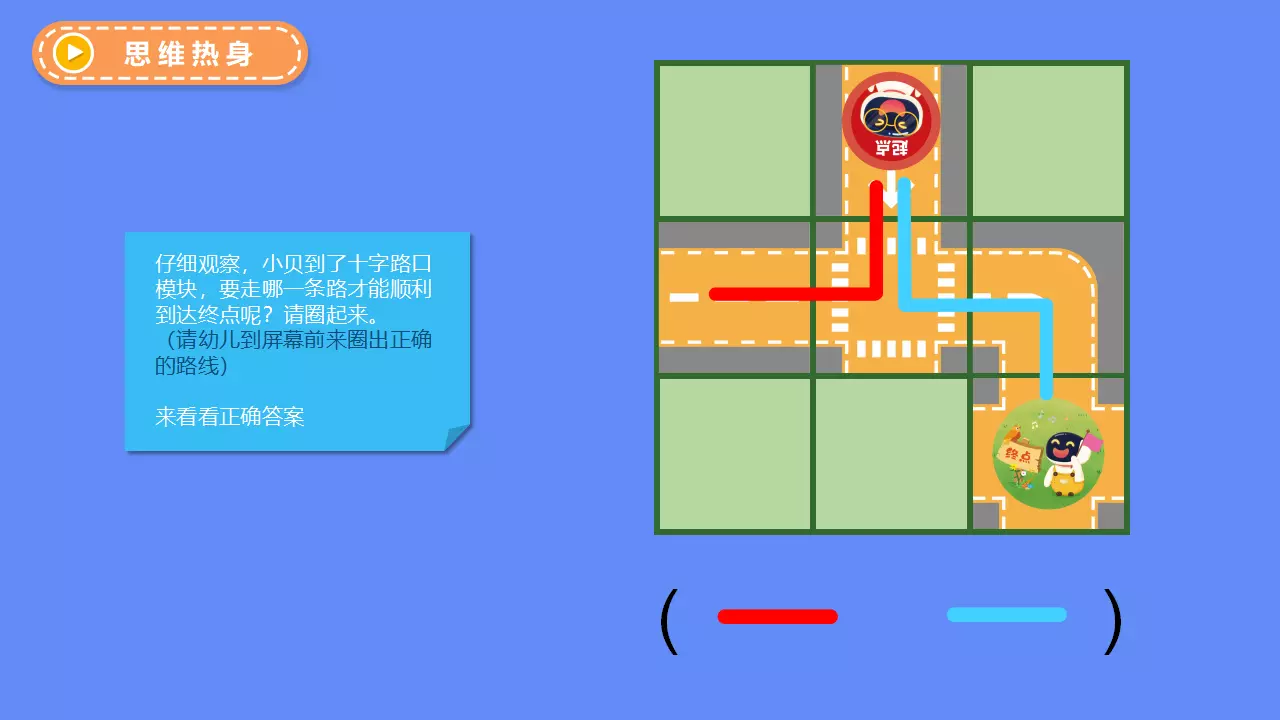 思维热身
起点
仔细观察，小贝到了十字路口
模块，要走哪一条路才能顺利
到达终点呢？请圈起来。
（请幼儿到屏幕前来圈出正确
的路线）
来看看正确答案
终点
（ ）